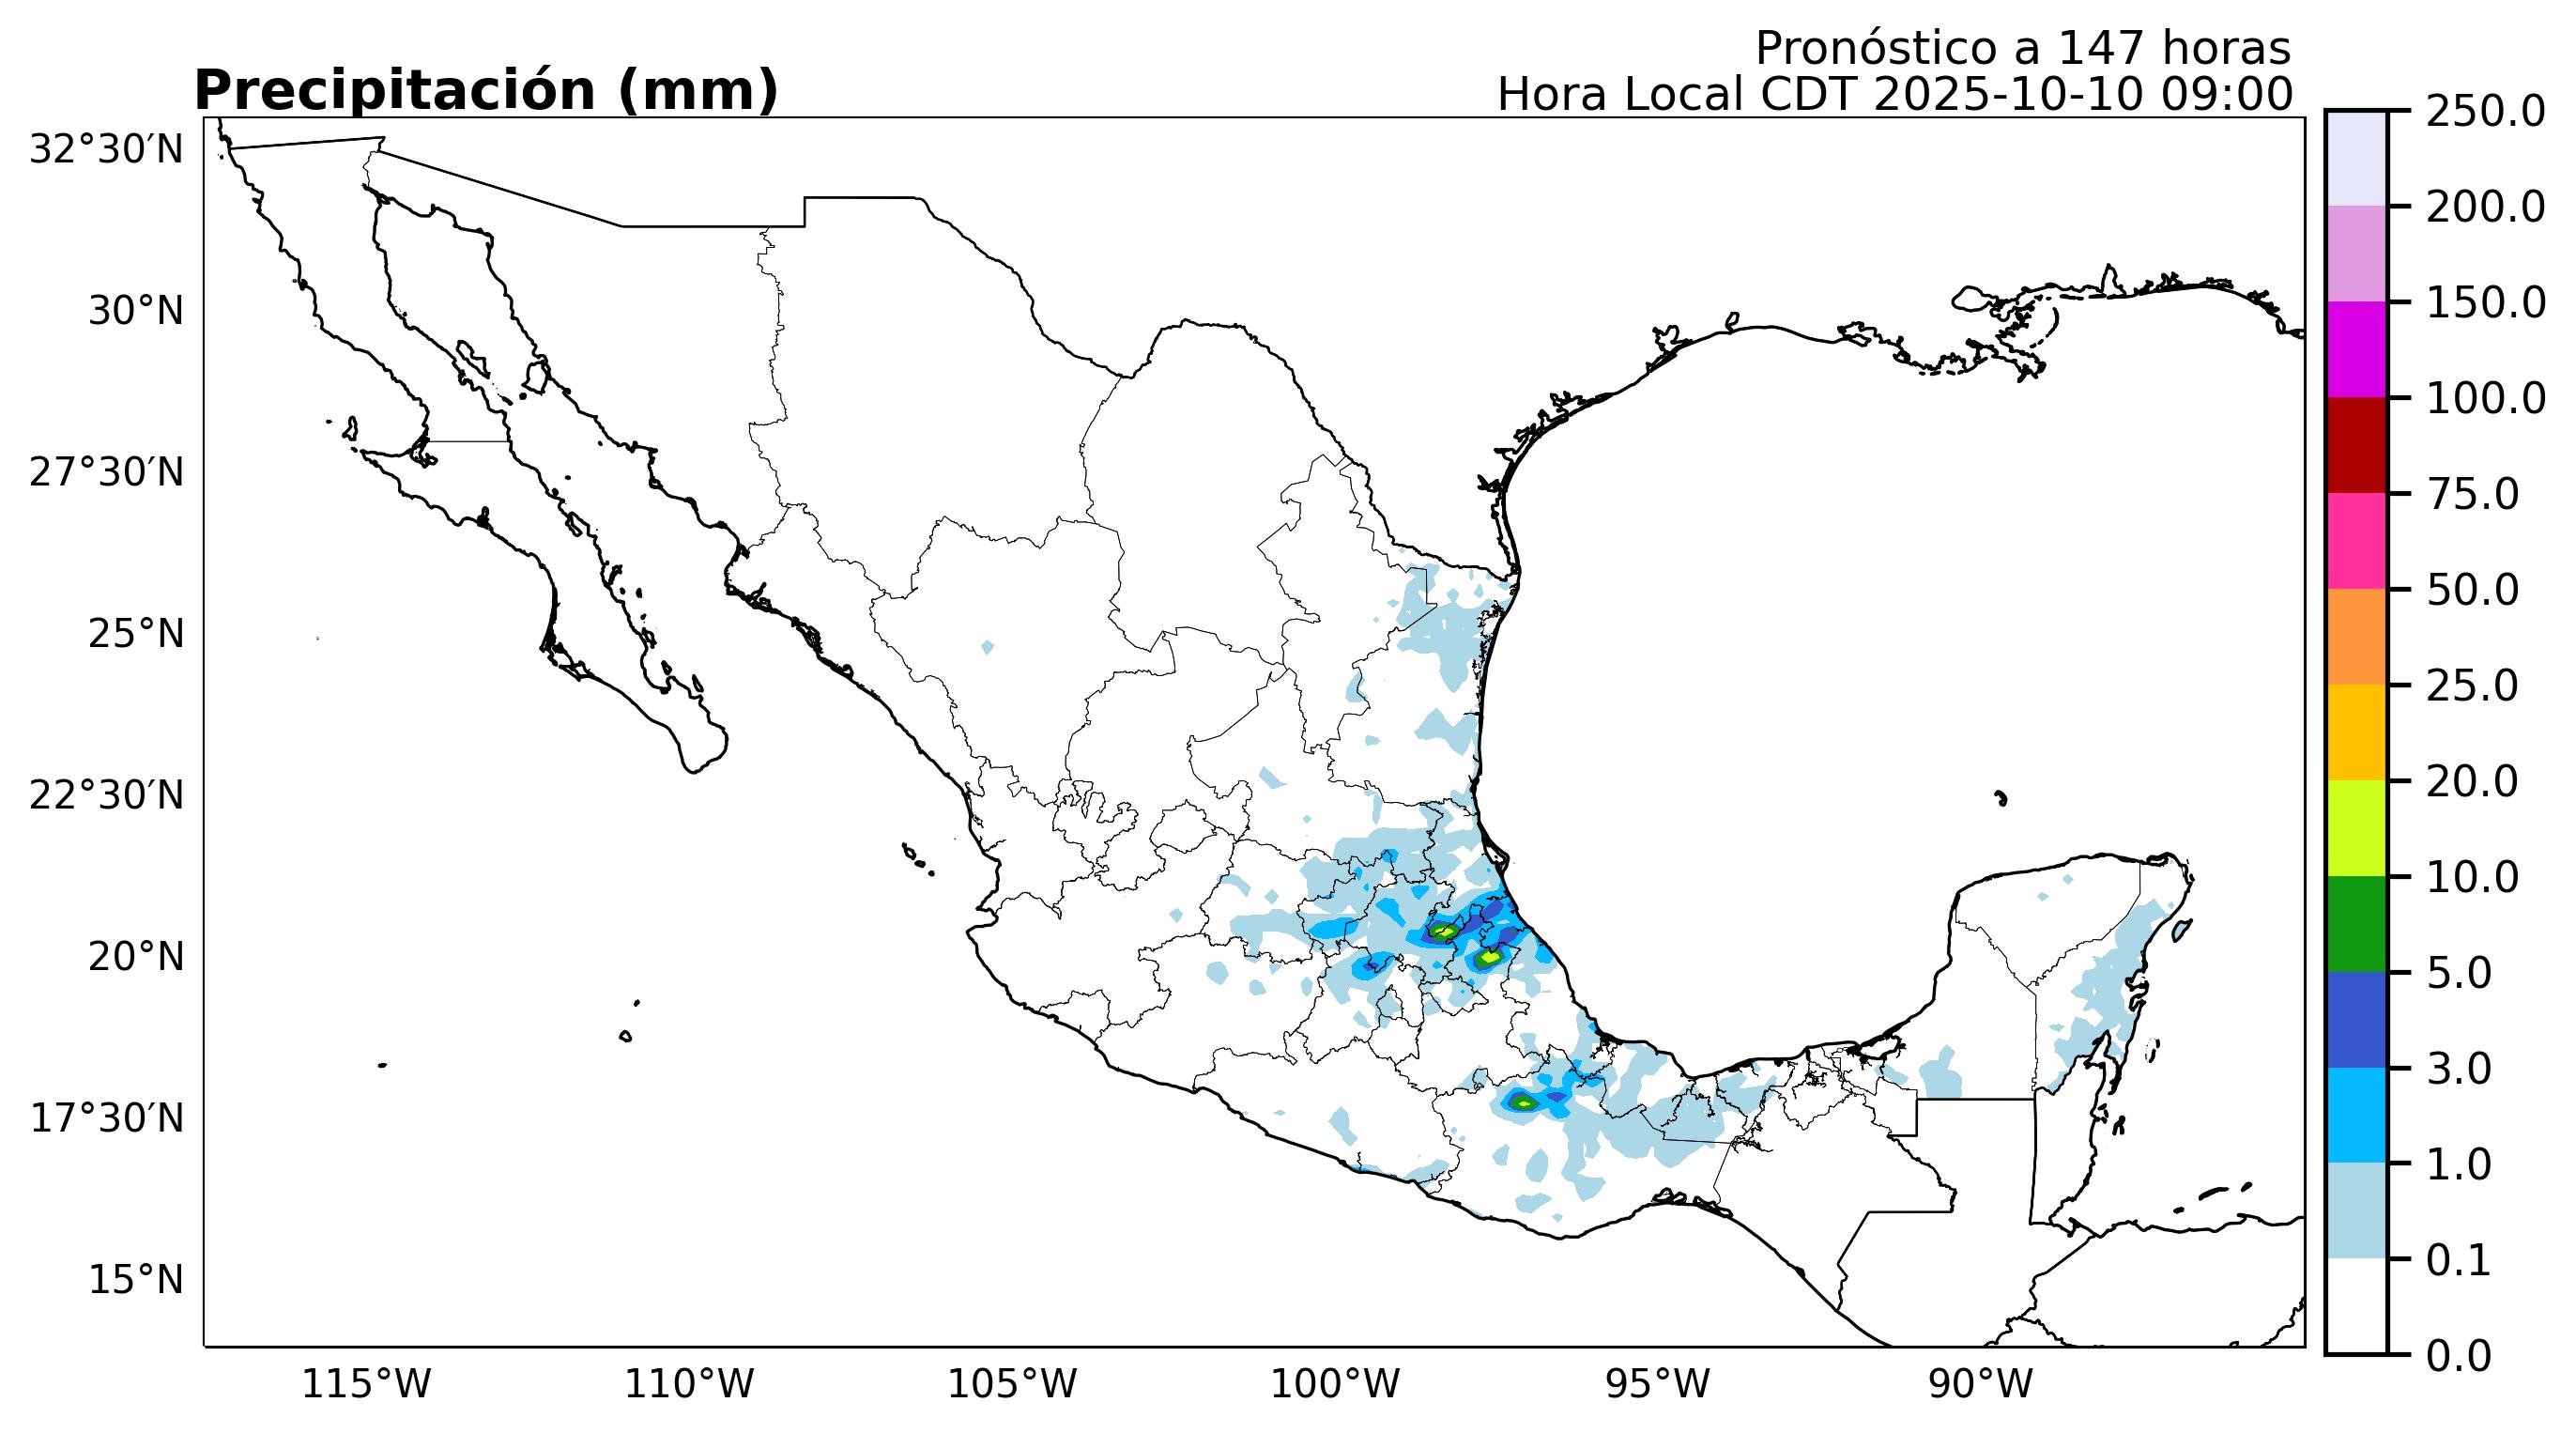 Pronóstico a 147 horas
Precipitación (mm)
Hora Local CDT 2025-10-10 09:00
32°30′N
30°N
27°30′N
25°N
22°30′N
20°N
17°30′N
15°N
115°W
110°W
105°W
100°W
95°W
90°W
250.0
200.0
150.0
100.0
75.0
50.0
25.0
20.0
10.0
5.0
3.0
1.0
0.1
0.0